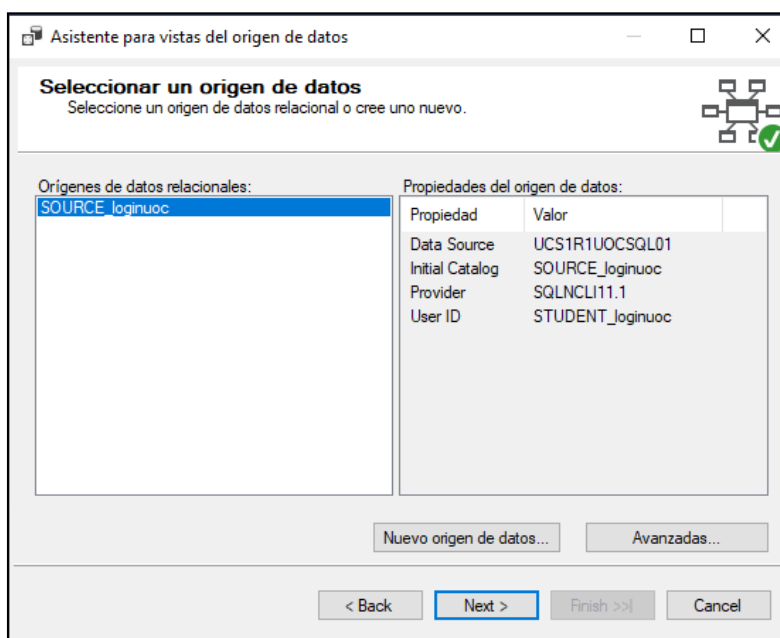 Asistente para vistas del origen de datos
Seleccionar un origen de datos
Seleccione un origen de datos relacional o cree uno nuevo.
Orígenes de datos relacionales:
SOURCE_loginuoc
Propiedades del origen de datos:
Propiedad Valor
Data Source UCS1R1UOCSQL01
Initial Catalog SOURCE_loginuoc
Provider SQLNCLI11.1
User ID STUDENT_loginuoc
Nuevo origen de datos... Avanzadas...
< Back Next > Finish >>| Cancel